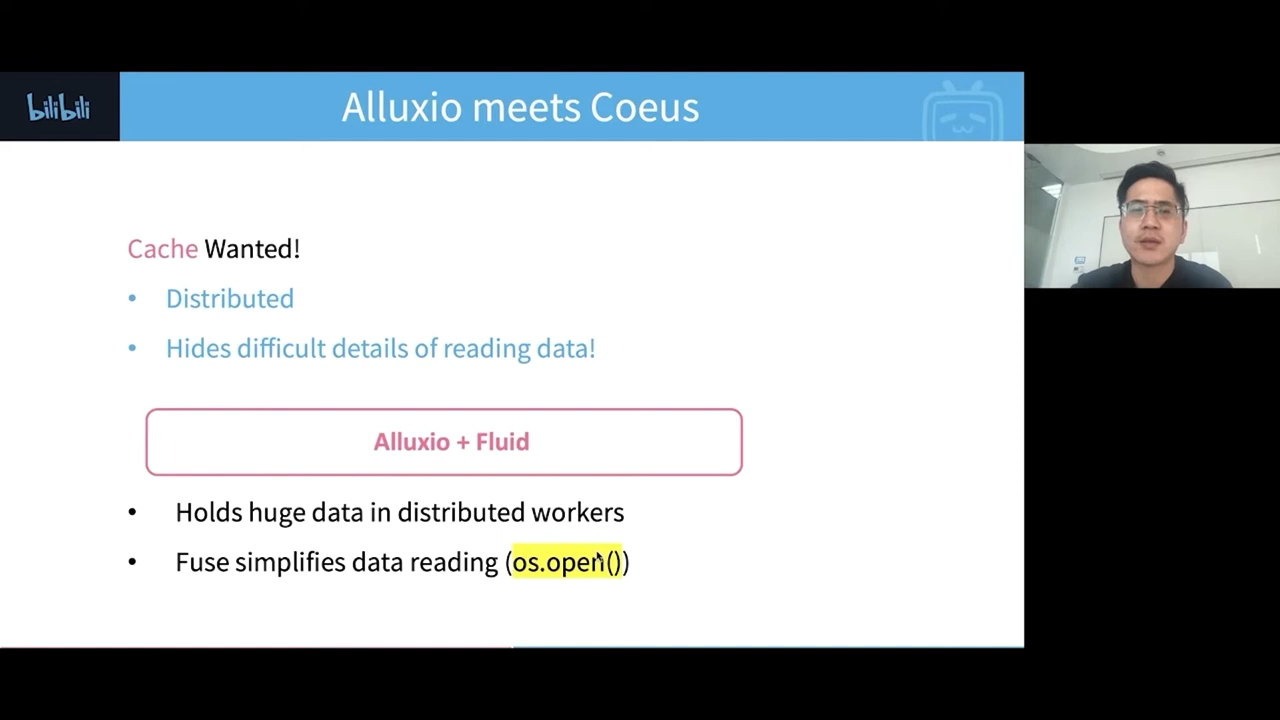 bilibili
Alluxio meets Coeus
Cache Wanted!
• Distributed
• Hides difficult details of reading data!
Alluxio + Fluid
• Holds huge data in distributed workers
• Fuse simplifies data reading (os.open())